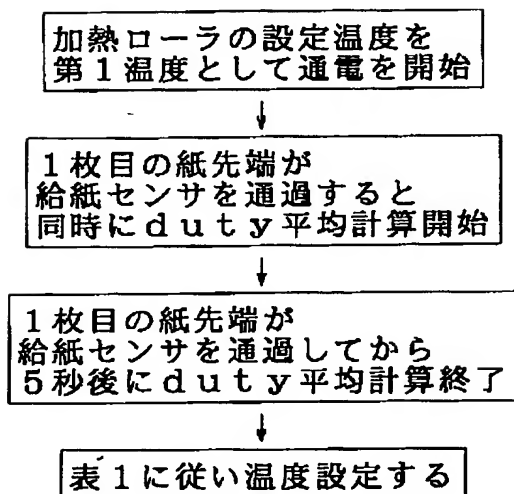 加熱ローラの設定温度を
第1温度として通電を開始
1枚目の紙先端が
給紙センサを通過すると
同時にduty平均計算開始
1枚目の紙先端が
給紙センサを通過してから
5秒後にduty平均計算終了
表1に従い温度設定する